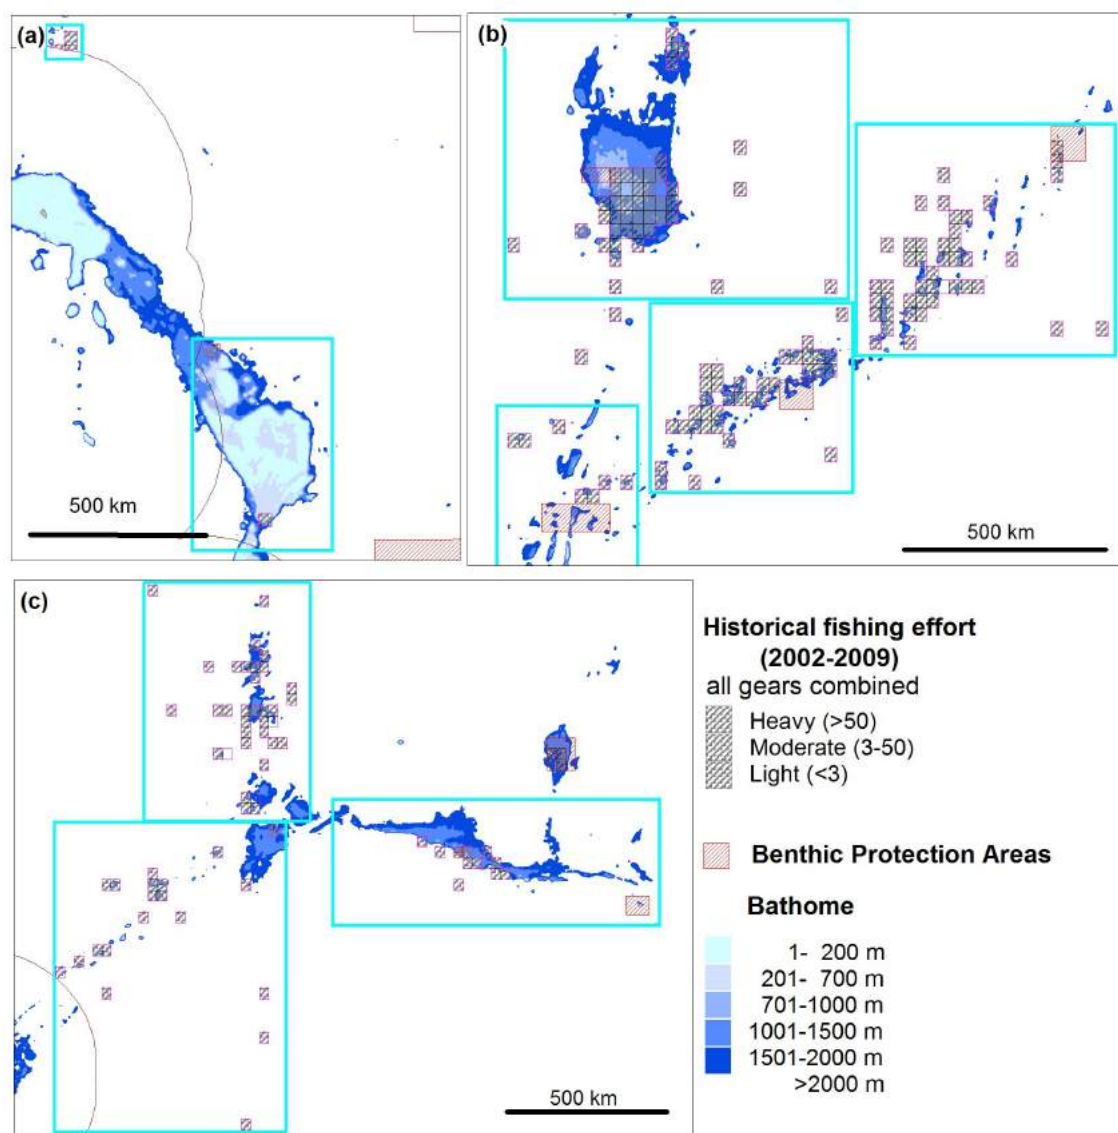 (a)
500 km
(b)
500 km
(c)
500 km
Historical fishing effort
(2002-2009)
all gears combined
Heavy (>50)
Moderate (3-50)
Light (<3)
Benthic Protection Areas
Bathome
1- 200 m
201- 700 m
701-1000 m
1001-1500 m
1501-2000 m
>2000 m